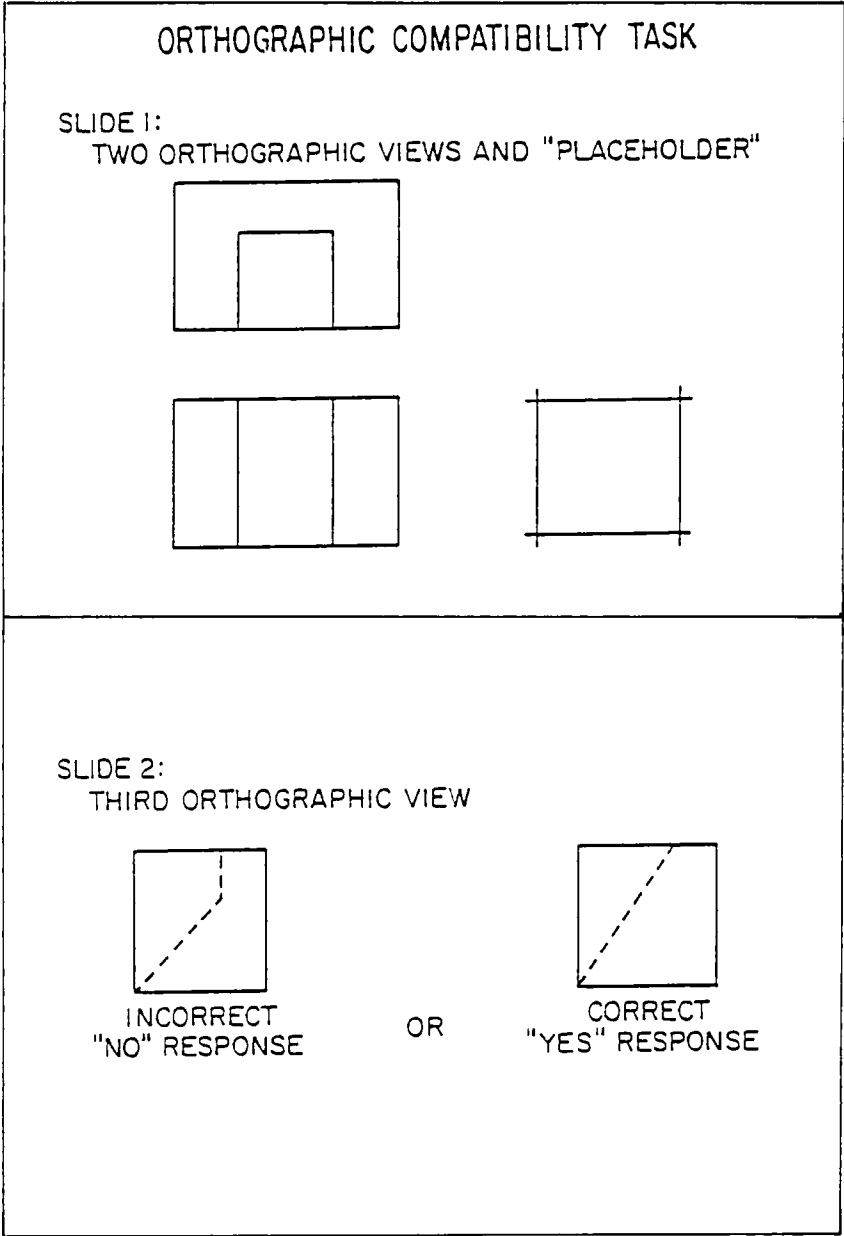 ORTHOGRAPHIC COMPATIBILITY TASK
SLIDE 1:
TWO ORTHOGRAPHIC VIEWS AND "PLACEHOLDER"
SLIDE 2:
THIRD ORTHOGRAPHIC VIEW
INCORRECT
"NO" RESPONSE
OR
CORRECT
"YES" RESPONSE